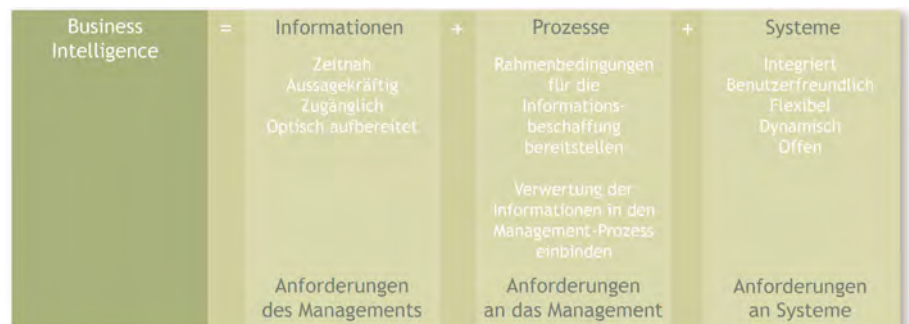 Business
Intelligence
=
Informationen
Zeitnah
Aussagekräftig
Zugänglich
Optisch aufbereitet
Anforderungen
des Managements
+
Prozesse
Rahmenbedingungen
für die
Informations-
beschaffung
bereitstellen
Verwertung der
Informationen in den
Management-Prozess
einbinden
Anforderungen
an das Management
+
Systeme
Integriert
Benutzerfreundlich
Flexibel
Dynamisch
Offen
Anforderungen
an Systeme